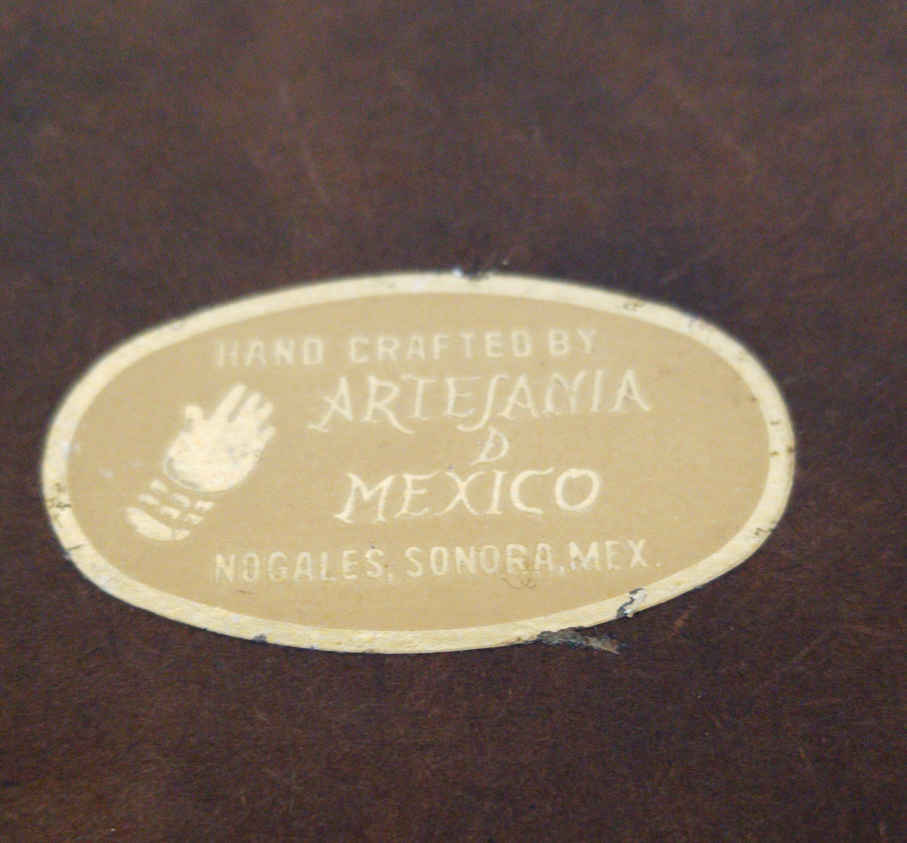 HAND CRAFTED BY
ARTESANIA
D
MEXICO
NOGALES, SONORA, MEX.